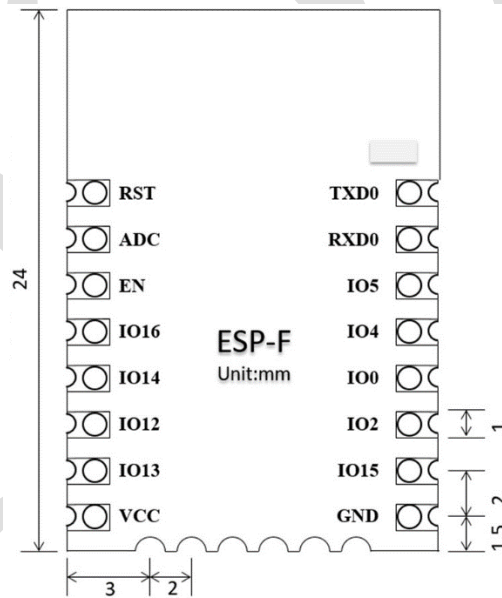 RST TXD0
ADC RXD0
EN IO5
24
IO16 IO4
ESP-F
Unit:mm
IO14 IO0
IO12 IO2
1
IO13 IO15
2
VCC GND
1.5
3 2